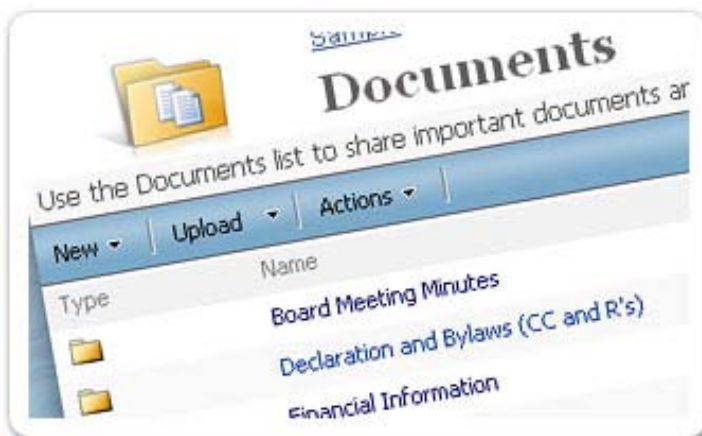 Sample
Documents
Use the Documents list to share important documents ar
New Upload Actions
Type Name
Board Meeting Minutes
Declaration and Bylaws (CC and R's)
Financial Information